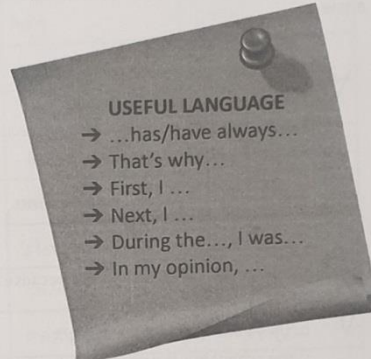 USEFUL LANGUAGE
→ ...has/have always...
→ That's why...
→ First, I ...
→ Next, I ...
→ During the..., I was...
→ In my opinion, ...